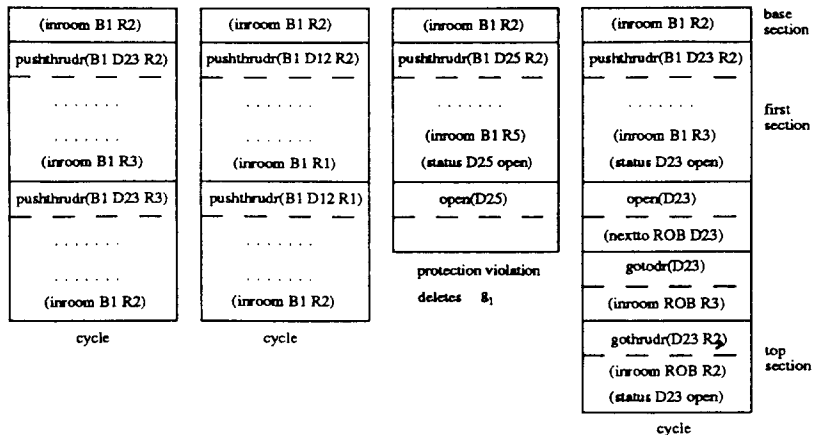 (inroom B1 R2)
pushthrudr(B1 D23 R2)
. . . . . . .
. . . . . . .
(inroom B1 R3)
pushthrudr(B1 D23 R3)
. . . . . . .
. . . . . . .
(inroom B1 R2)
cycle
(inroom B1 R2)
pushthrudr(B1 D12 R2)
. . . . . . .
. . . . . . .
(inroom B1 R1)
pushthrudr(B1 D12 R1)
. . . . . . .
. . . . . . .
(inroom B1 R2)
cycle
(inroom B1 R2)
pushthrudr(B1 D25 R2)
. . . . . . .
(inroom B1 R5)
(status D25 open)
open(D25)
protection violation
deletes g₁
(inroom B1 R2)
pushthrudr(B1 D23 R2)
. . . . . . .
(inroom B1 R3)
(status D23 open)
open(D23)
(nextto ROB D23)
gotodr(D23)
(inroom ROB R3)
gothrudr(D23 R2)
(inroom ROB R2)
(status D23 open)
cycle
base
section
first
section
top
section